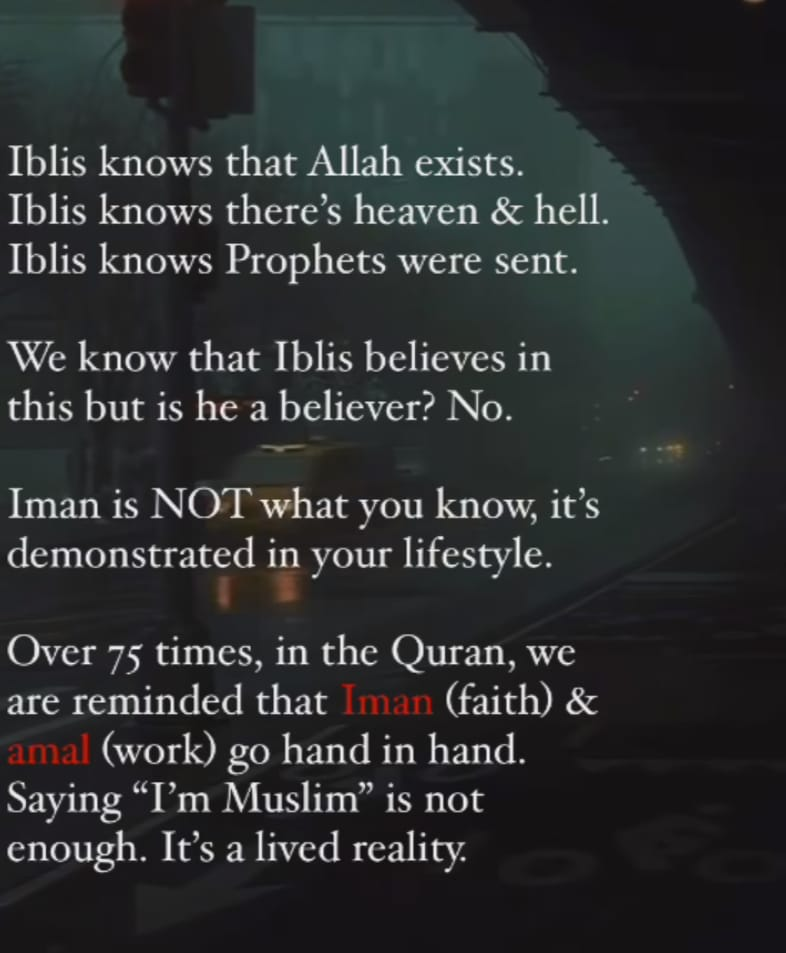 Iblis knows that Allah exists.
Iblis knows there’s heaven & hell.
Iblis knows Prophets were sent.
We know that Iblis believes in
this but is he a believer? No.
Iman is NOT what you know, it’s
demonstrated in your lifestyle.
Over 75 times, in the Quran, we
are reminded that Iman (faith) &
amal (work) go hand in hand.
Saying “I’m Muslim” is not
enough. It’s a lived reality.